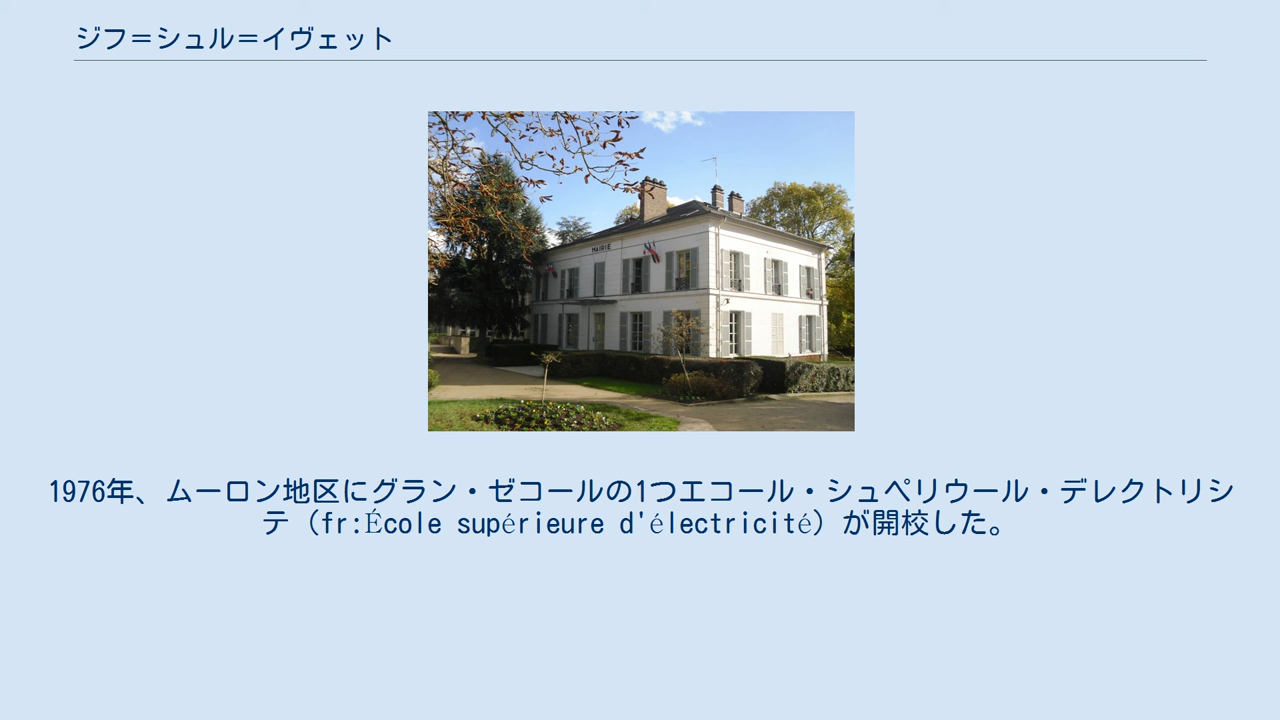 ジフ＝シュル＝イヴェット
MAIRIE
1976年、ムーロン地区にグラン・ゼコールの1つエコール・シュペリウール・デレクトリシ
テ（fr:École supérieure d'électricité）が開校した。